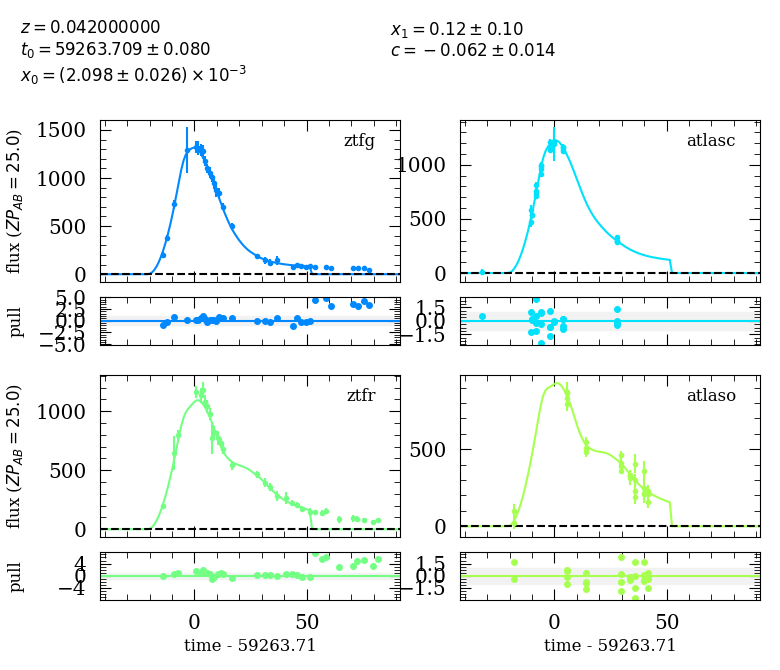 z = 0.042000000
t₀ = 59263.709 ± 0.080
x₀ = (2.098 ± 0.026) × 10⁻³
x₁ = 0.12 ± 0.10
c = −0.062 ± 0.014
flux (ZP_AB = 25.0)
1500
1000
500
0
ztfg
1000
500
0
atlasc
pull
5.0
2.5
0.0
−2.5
−5.0
1.5
0.0
−1.5
flux (ZP_AB = 25.0)
1000
500
0
ztfr
500
0
atlaso
pull
4
0
−4
0
50
time - 59263.71
1.5
0.0
−1.5
0
50
time - 59263.71